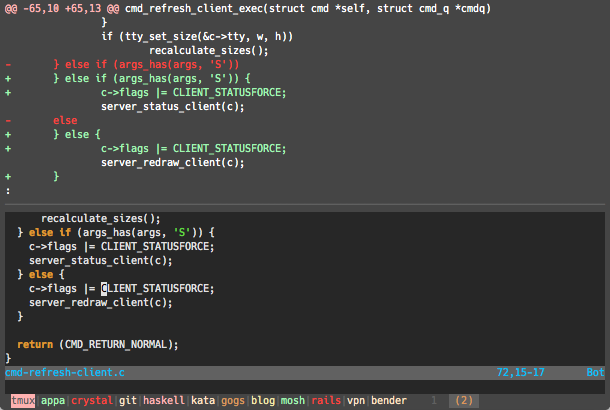 @@ -65,10 +65,13 @@ cmd_refresh_client_exec(struct cmd *self, struct cmd_q *cmdq)
}
if (tty_set_size(&c->tty, w, h))
recalculate_sizes();
- } else if (args_has(args, 'S'))
+ } else if (args_has(args, 'S')) {
+ c->flags |= CLIENT_STATUSFORCE;
server_status_client(c);
- else
+ } else {
+ c->flags |= CLIENT_STATUSFORCE;
server_redraw_client(c);
+ }
:
recalculate_sizes();
} else if (args_has(args, 'S')) {
c->flags |= CLIENT_STATUSFORCE;
server_status_client(c);
} else {
c->flags |= CLIENT_STATUSFORCE;
server_redraw_client(c);
}
return (CMD_RETURN_NORMAL);
}
cmd-refresh-client.c 72,15-17 Bot
tmux|appa|crystal|git|haskell|kata|gogs|blog|mosh|rails|vpn|bender 1 (2)